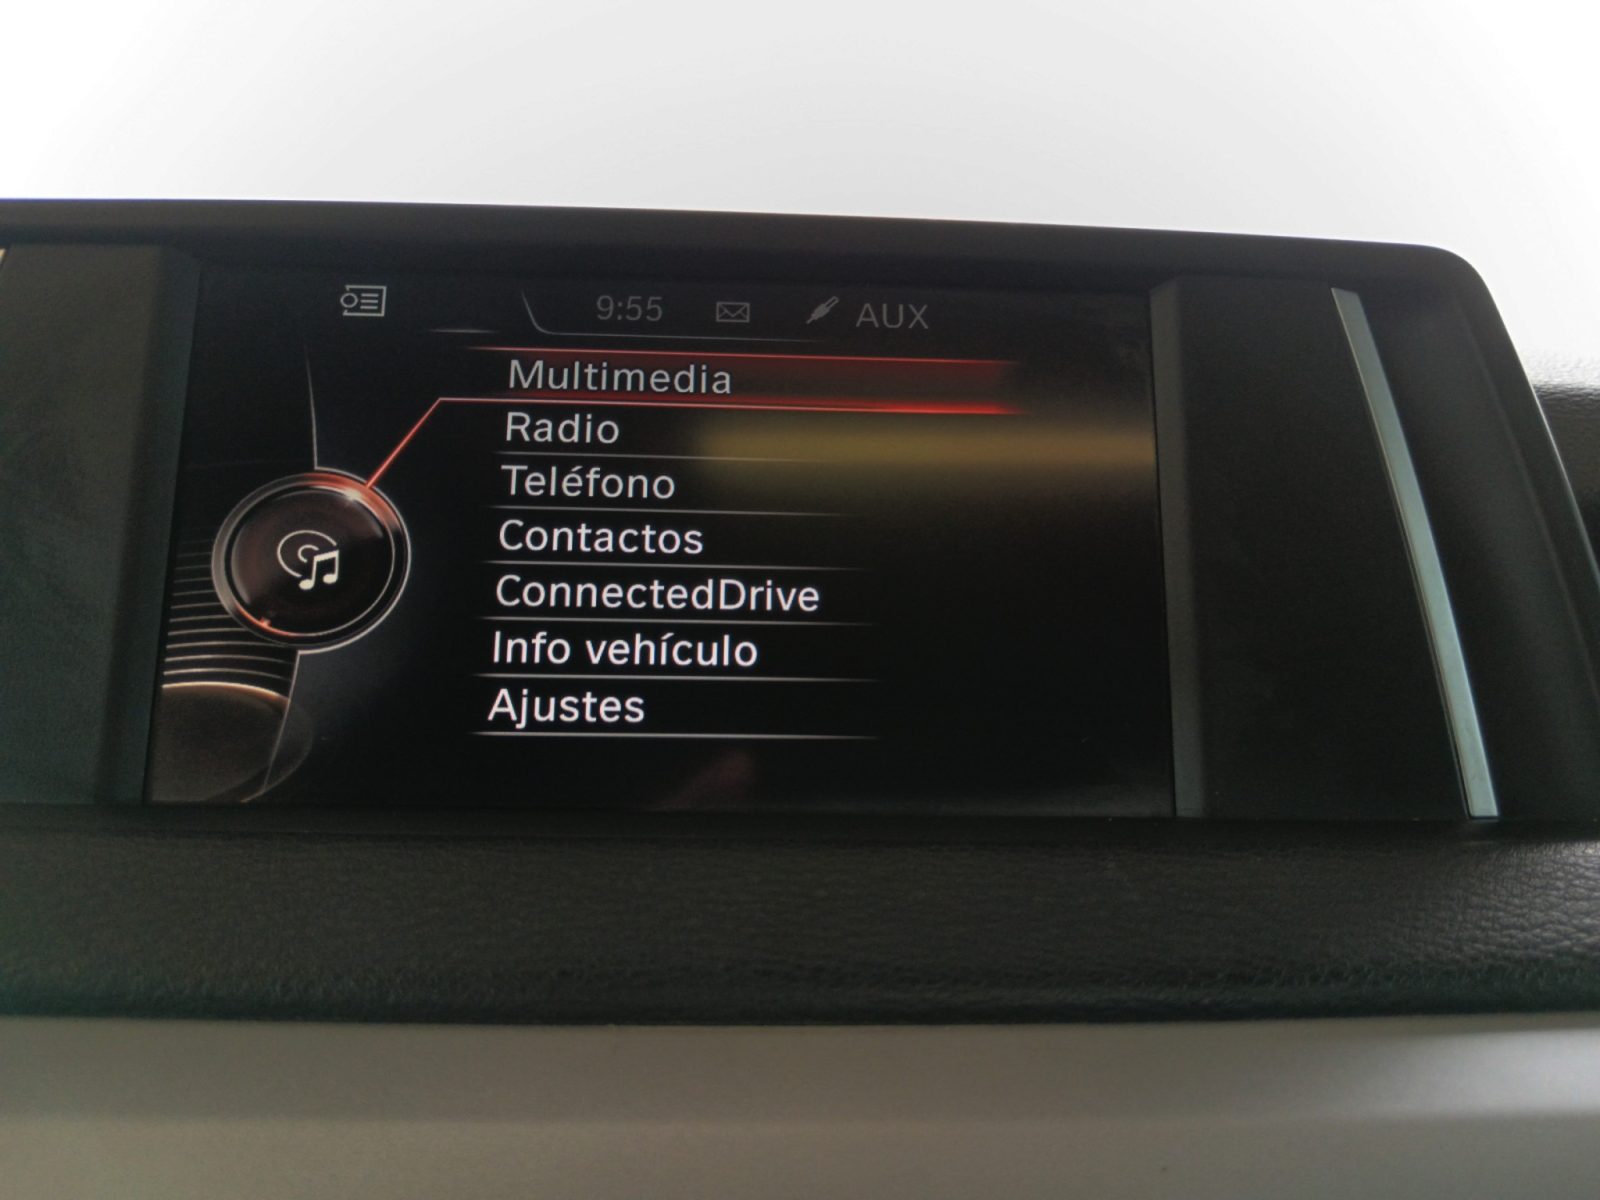 9:55 AUX
Multimedia
Radio
Teléfono
Contactos
ConnectedDrive
Info vehículo
Ajustes